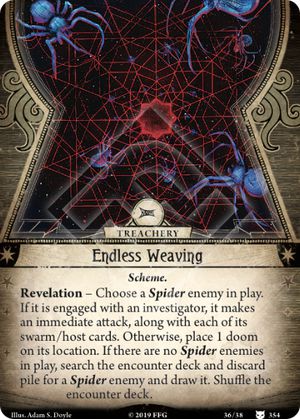 TREACHERY
Endless Weaving
Scheme.
Revelation – Choose a Spider enemy in play.
If it is engaged with an investigator, it makes
an immediate attack, along with each of its
swarm/host cards. Otherwise, place 1 doom
on its location. If there are no Spider enemies
in play, search the encounter deck and discard
pile for a Spider enemy and draw it. Shuffle the
encounter deck.
Illus. Adam S. Doyle © 2019 FFG 36/38 354